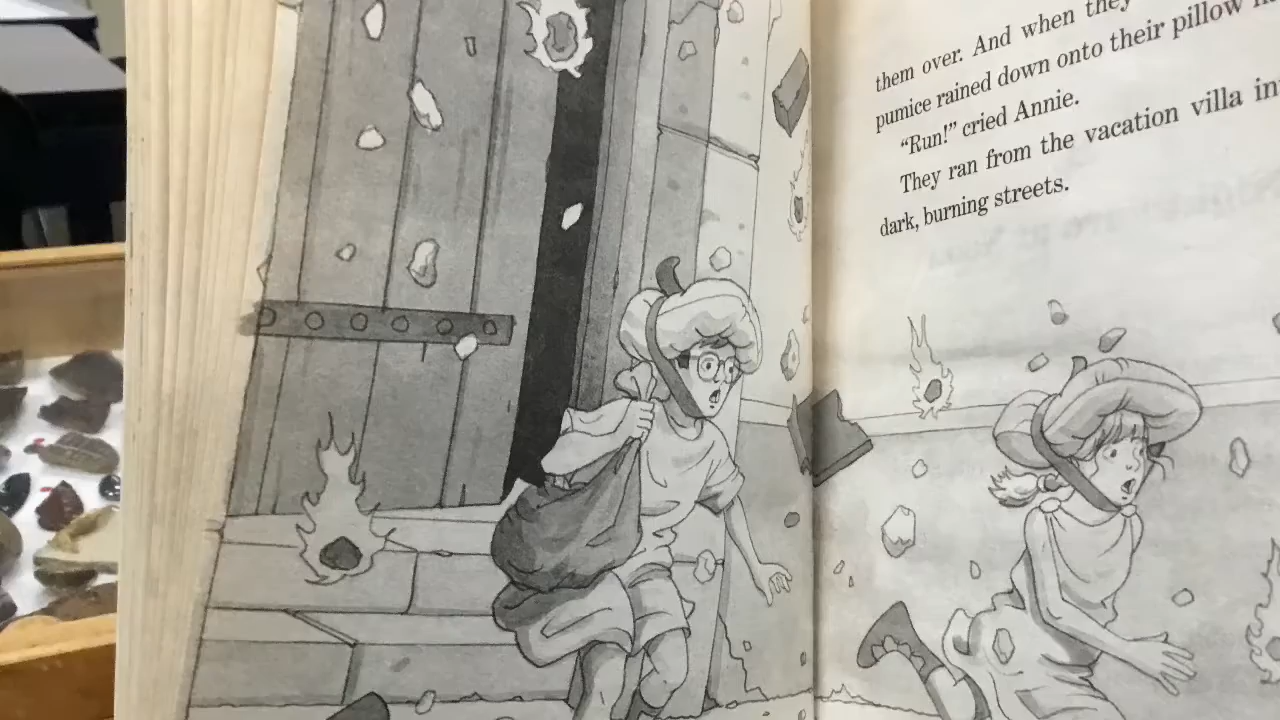 them over. And when they
pumice rained down onto their pillow
“Run!” cried Annie.
They ran from the vacation villa
dark, burning streets.